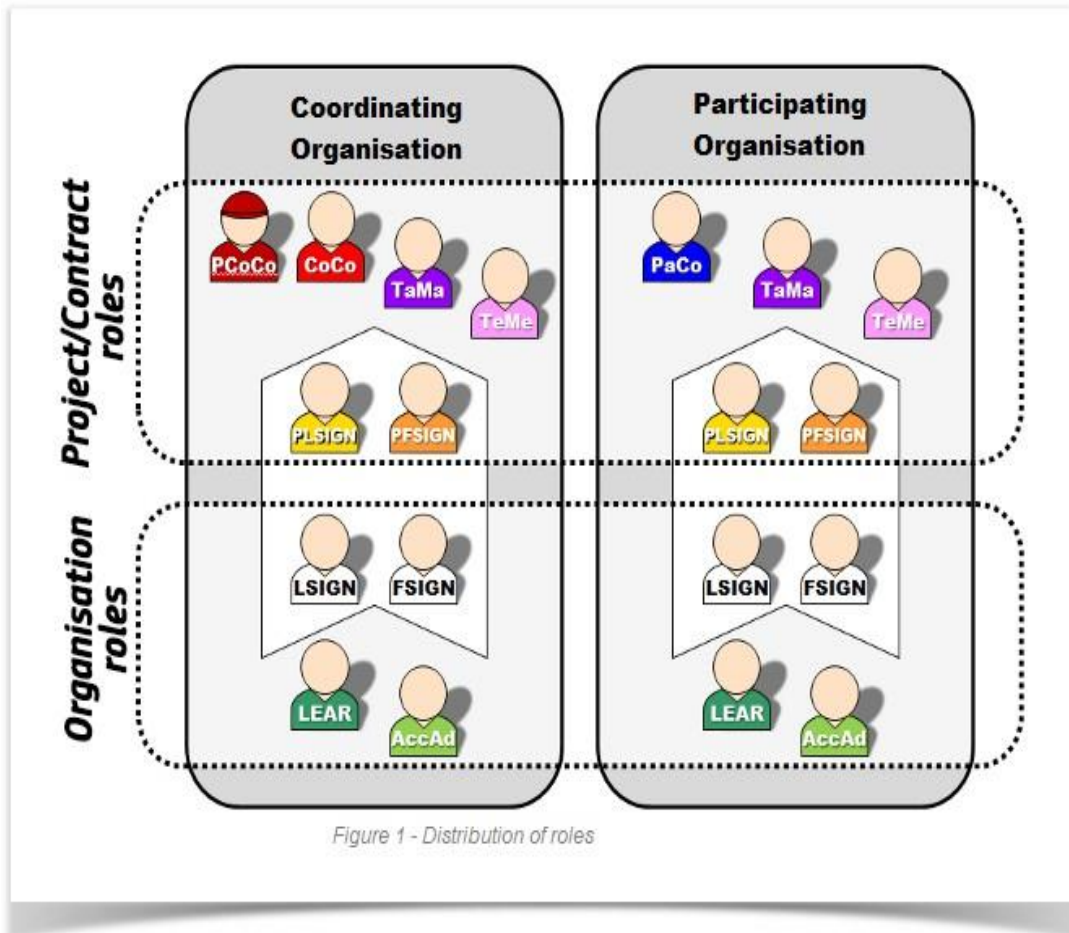 Coordinating
Organisation
Participating
Organisation
Project/Contract
roles
PCoCo
CoCo
TaMa
TeMe
PaCo
TaMa
TeMe
PLSIGN
PFSIGN
PLSIGN
PFSIGN
Organisation
roles
LSIGN
FSIGN
LSIGN
FSIGN
LEAR
AccAd
LEAR
AccAd
Figure 1 - Distribution of roles